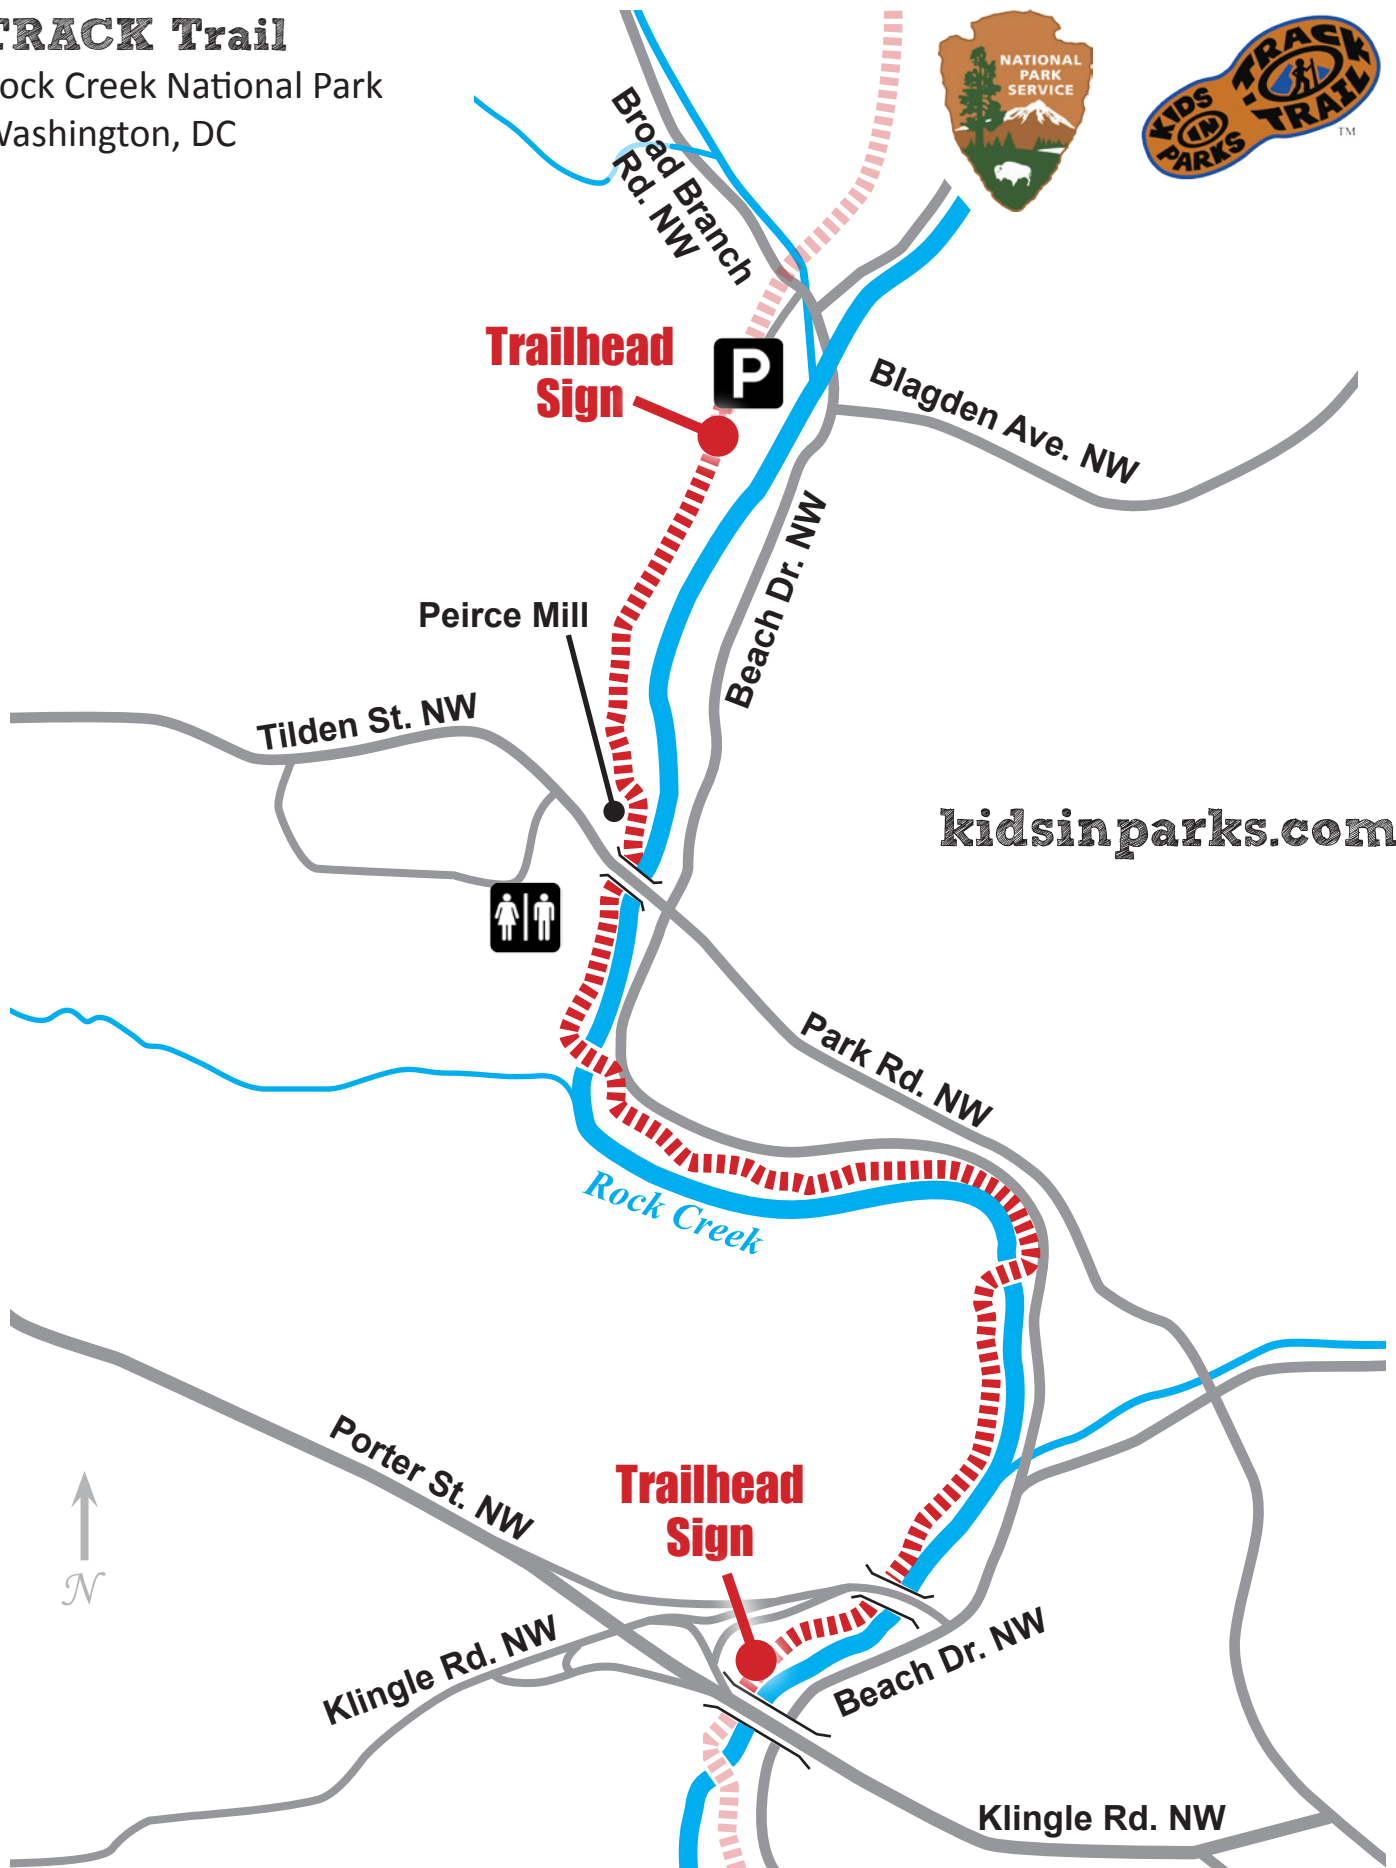 TRACK Trail
ock Creek National Park
Washington, DC
NATIONAL
PARK
SERVICE
KIDS
IN
PARKS
TRACK
TRAIL
TM
Broad Branch
Rd. NW
Trailhead
Sign
P
Blagden Ave. NW
Beach Dr. NW
Peirce Mill
Tilden St. NW
kidsinparks.com
Park Rd. NW
Rock Creek
Porter St. NW
Trailhead
Sign
N
Klingle Rd. NW
Beach Dr. NW
Klingle Rd. NW